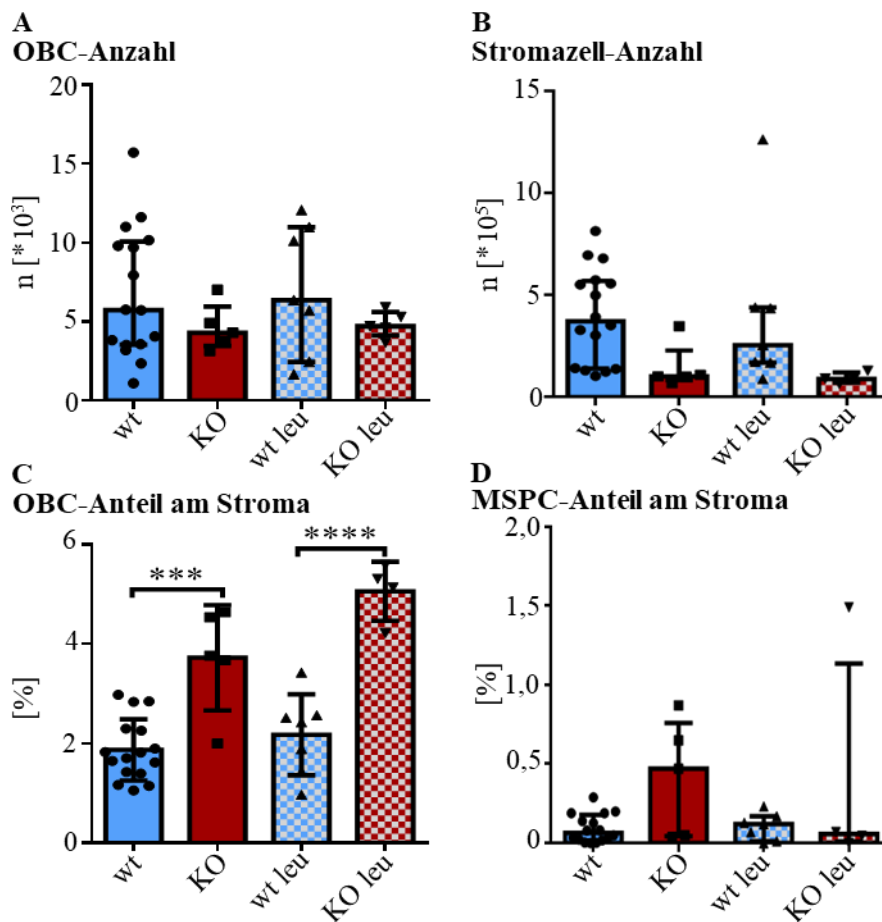 A
OBC-Anzahl
n [*10³]
20
15
10
5
0
wt
KO
wt leu
KO leu
B
Stromazell-Anzahl
n [*10⁵]
15
10
5
0
wt
KO
wt leu
KO leu
C
OBC-Anteil am Stroma
[%]
6
4
2
0
***
****
wt
KO
wt leu
KO leu
D
MSPC-Anteil am Stroma
[%]
2,0
1,5
1,0
0,5
0
wt
KO
wt leu
KO leu